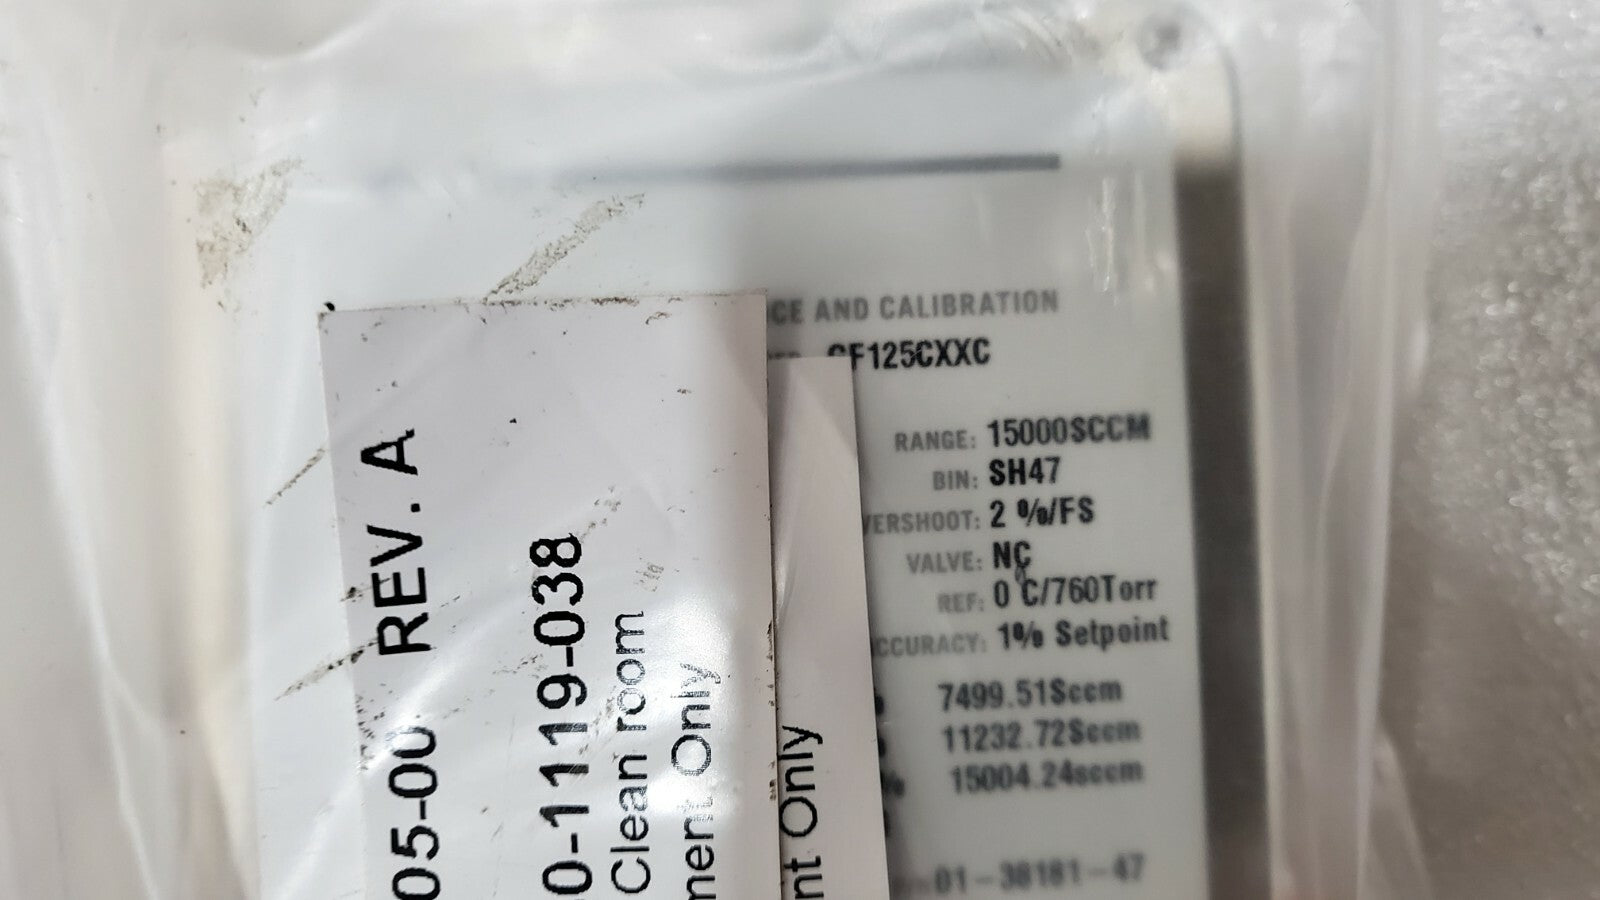 CE AND CALIBRATION
GF125CXXC
RANGE: 15000SCCM
BIN: SH47
VERSHOOT: 2 %/FS
VALVE: NC
REF: 0°C/760Torr
CCURACY: 1% Setpoint
7499.51Sccm
11232.72Sccm
% 15004.24sccm
01-38181-47
05-00 REV. A
0-1119-038
Clean room
ment Only
nt Only